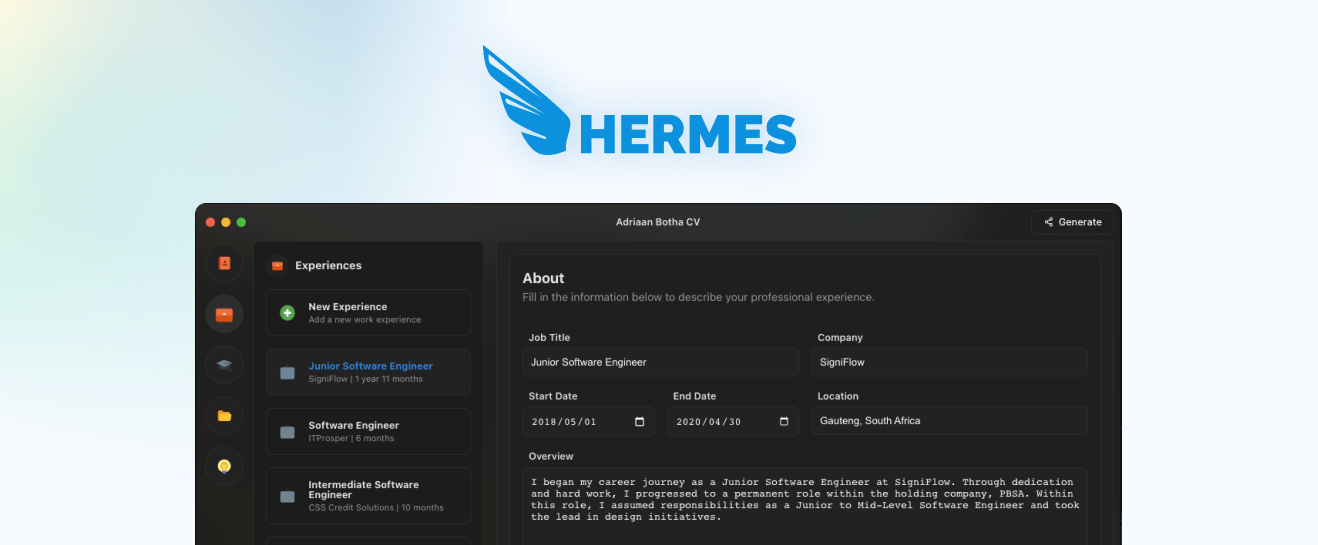 HERMES
Adriaan Botha CV
Generate
Experiences
New Experience
Add a new work experience
Junior Software Engineer
SigniFlow | 1 year 11 months
Software Engineer
ITProsper | 6 months
Intermediate Software
Engineer
CSS Credit Solutions | 10 months
About
Fill in the information below to describe your professional experience.
Job Title
Company
Junior Software Engineer
SigniFlow
Start Date
End Date
Location
2018/05/01
2020/04/30
Gauteng, South Africa
Overview
I began my career journey as a Junior Software Engineer at SigniFlow. Through dedication
and hard work, I progressed to a permanent role within the holding company, PBSA. Within
this role, I assumed responsibilities as a Junior to Mid-Level Software Engineer and took
the lead in design initiatives.